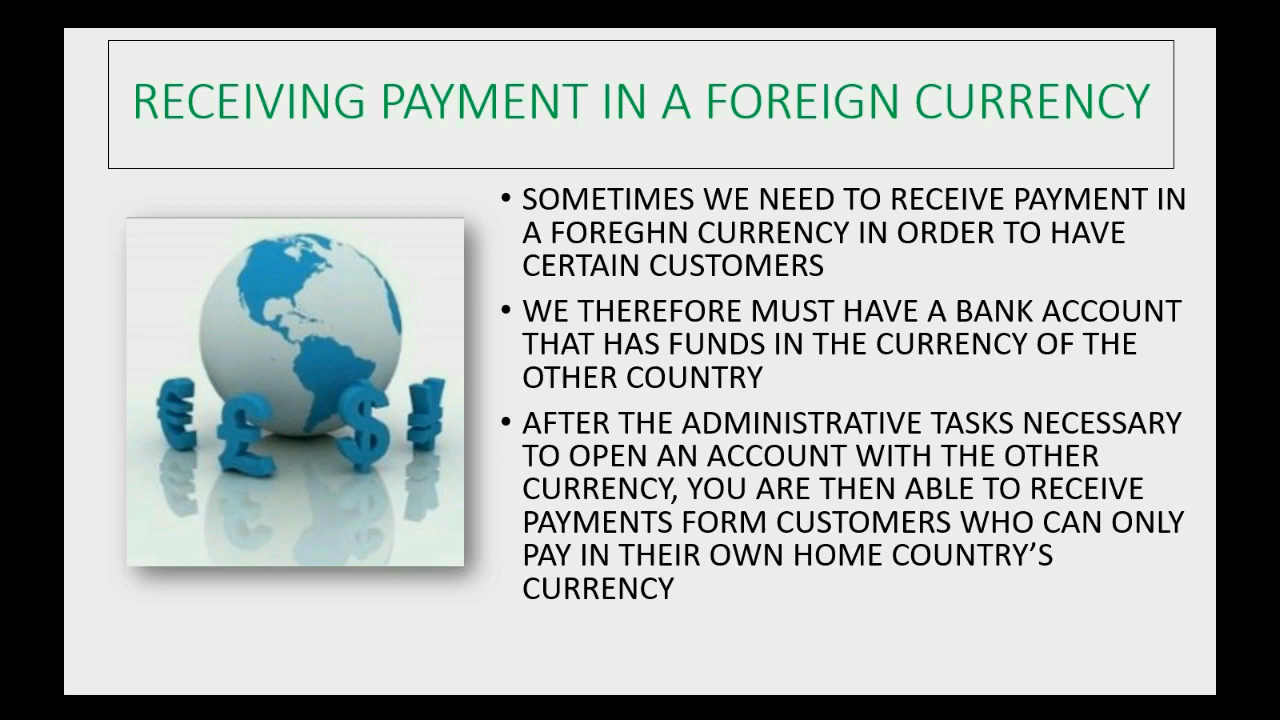 RECEIVING PAYMENT IN A FOREIGN CURRENCY
• SOMETIMES WE NEED TO RECEIVE PAYMENT IN
A FOREGHN CURRENCY IN ORDER TO HAVE
CERTAIN CUSTOMERS
• WE THEREFORE MUST HAVE A BANK ACCOUNT
THAT HAS FUNDS IN THE CURRENCY OF THE
OTHER COUNTRY
• AFTER THE ADMINISTRATIVE TASKS NECESSARY
TO OPEN AN ACCOUNT WITH THE OTHER
CURRENCY, YOU ARE THEN ABLE TO RECEIVE
PAYMENTS FORM CUSTOMERS WHO CAN ONLY
PAY IN THEIR OWN HOME COUNTRY’S
CURRENCY
€ £ $ ¥